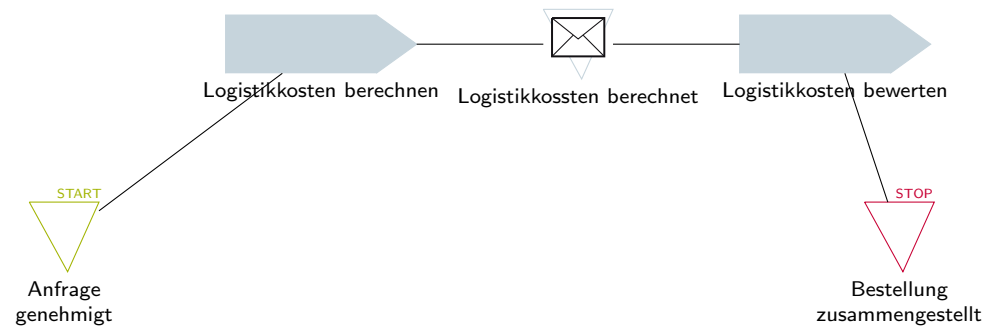 Logistikkosten berechnen
Logistikkossten berechnet
Logistikkosten bewerten
START
Anfrage
genehmigt
STOP
Bestellung
zusammengestellt